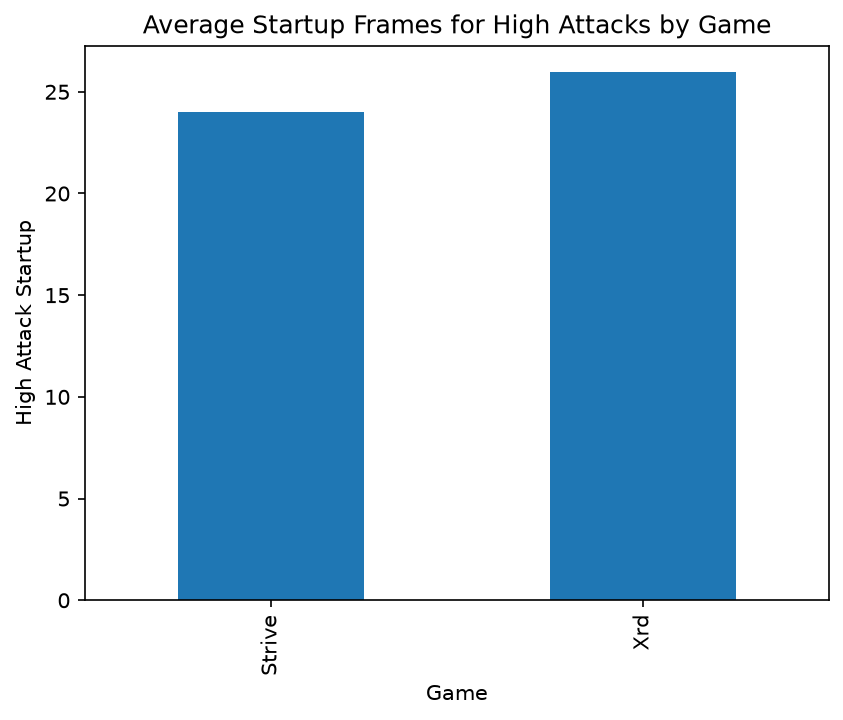 Average Startup Frames for High Attacks by Game
High Attack Startup
25
20
15
10
5
0
Strive
Xrd
Game